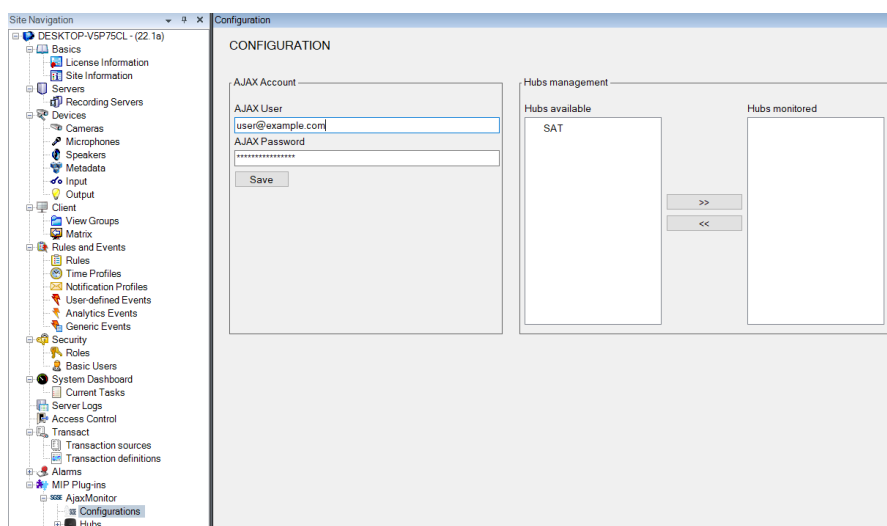 Site Navigation
DESKTOP-V5P75CL - (22.1a)
Basics
License Information
Site Information
Servers
Recording Servers
Devices
Cameras
Microphones
Speakers
Metadata
Input
Output
Client
View Groups
Matrix
Rules and Events
Rules
Time Profiles
Notification Profiles
User-defined Events
Analytics Events
Generic Events
Security
Roles
Basic Users
System Dashboard
Current Tasks
Server Logs
Access Control
Transact
Transaction sources
Transaction definitions
Alarms
MIP Plug-ins
AjaxMonitor
Configurations
Hubs
Configuration
CONFIGURATION
AJAX Account
AJAX User
user@example.com
AJAX Password
****************
Save
Hubs management
Hubs available
SAT
>>
<<
Hubs monitored